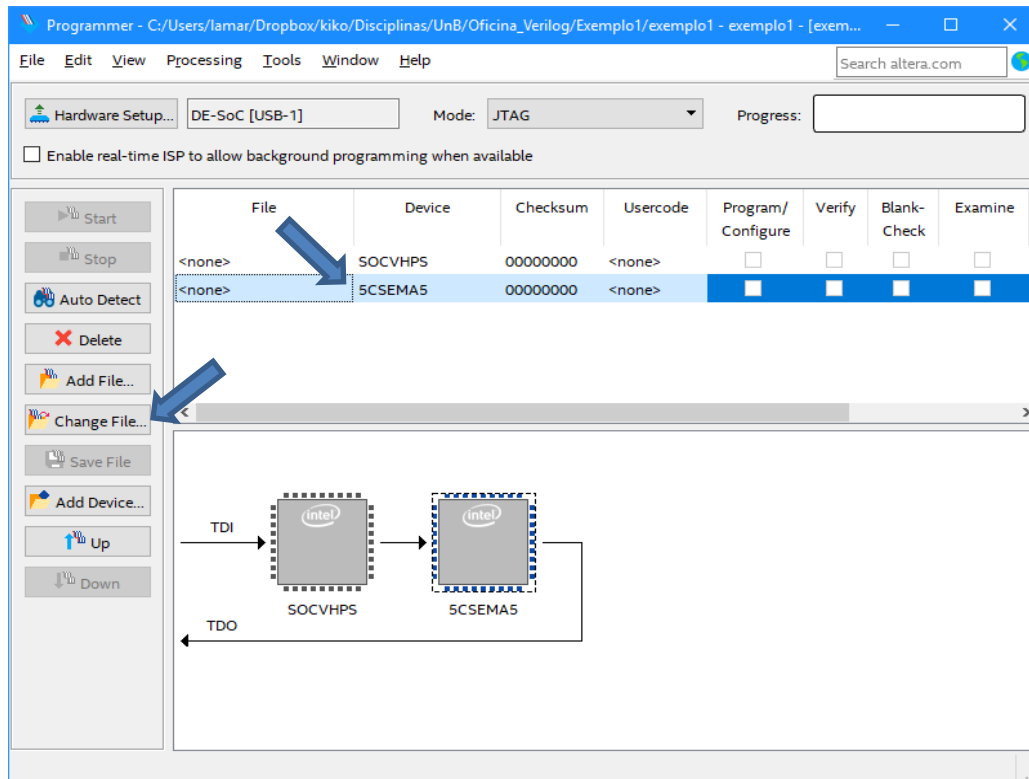 Programmer - C:/Users/lamar/Dropbox/kiko/Disciplinas/UnB/Oficina_Verilog/Exemplo1/exemplo1 - exemplo1 - [exem...
File Edit View Processing Tools Window Help
Search altera.com
Hardware Setup... DE-SoC [USB-1] Mode: JTAG Progress:
Enable real-time ISP to allow background programming when available
Start
Stop
Auto Detect
Delete
Add File...
Change File...
Save File
Add Device...
Up
Down
File Device Checksum Usercode Program/ Verify Blank- Examine
Configure Check
<none> SOCVHPS 00000000 <none>
<none> 5CSEMA5 00000000 <none>
TDI
intel
intel
SOCVHPS
5CSEMA5
TDO